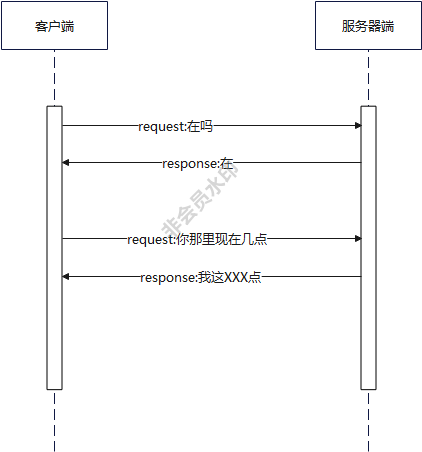 客户端
服务器端
request:在吗
response:在
非会员水印
request:你那里现在几点
response:我这XXX点